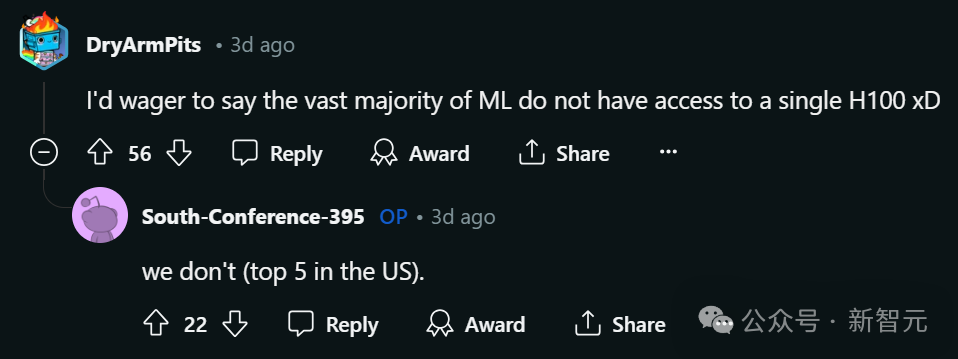 DryArmPits • 3d ago
I'd wager to say the vast majority of ML do not have access to a single H100 xD
56 Reply Award Share ...
South-Conference-395 OP • 3d ago
we don't (top 5 in the US).
22 Reply Award Share
公众号 · 新智元